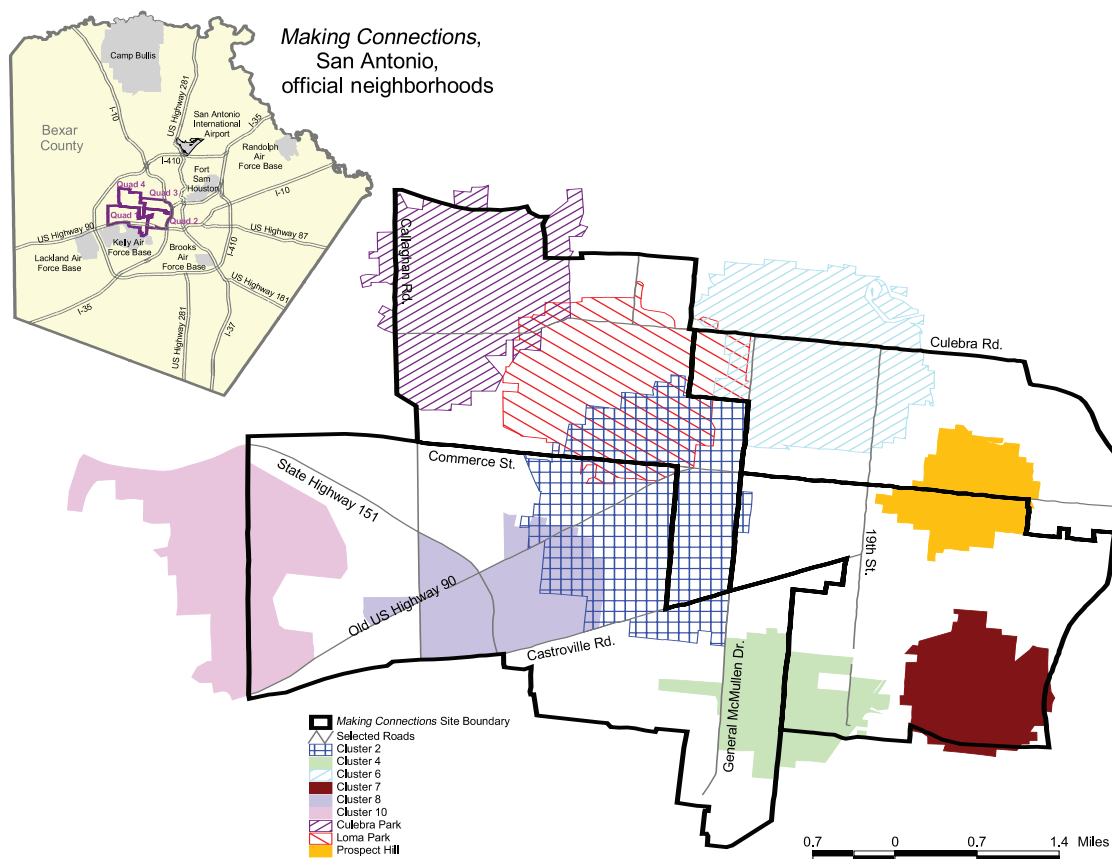 Making Connections,
San Antonio,
official neighborhoods
Camp Bullis
I-10
US Highway 281
San Antonio
International
Airport
I-35
Bexar
County
I-410
Randolph
Air
Force Base
Fort
Sam
Houston
I-10
Quad 4
Quad 3
Quad 1
Quad 2
US Highway 90
US Highway 87
Kelly Air
Force Base
Lackland Air
Force Base
Brooks
Air
Force Base
I-410
US Highway 181
I-35
US Highway 281
I-37
Callaghan Rd.
Culebra Rd.
Commerce St.
State Highway 151
19th St.
Old US Highway 90
Castroville Rd.
General McMullen Dr.
Making Connections Site Boundary
Selected Roads
Cluster 2
Cluster 4
Cluster 6
Cluster 7
Cluster 8
Cluster 10
Culebra Park
Loma Park
Prospect Hill
0.7 0 0.7 1.4 Miles